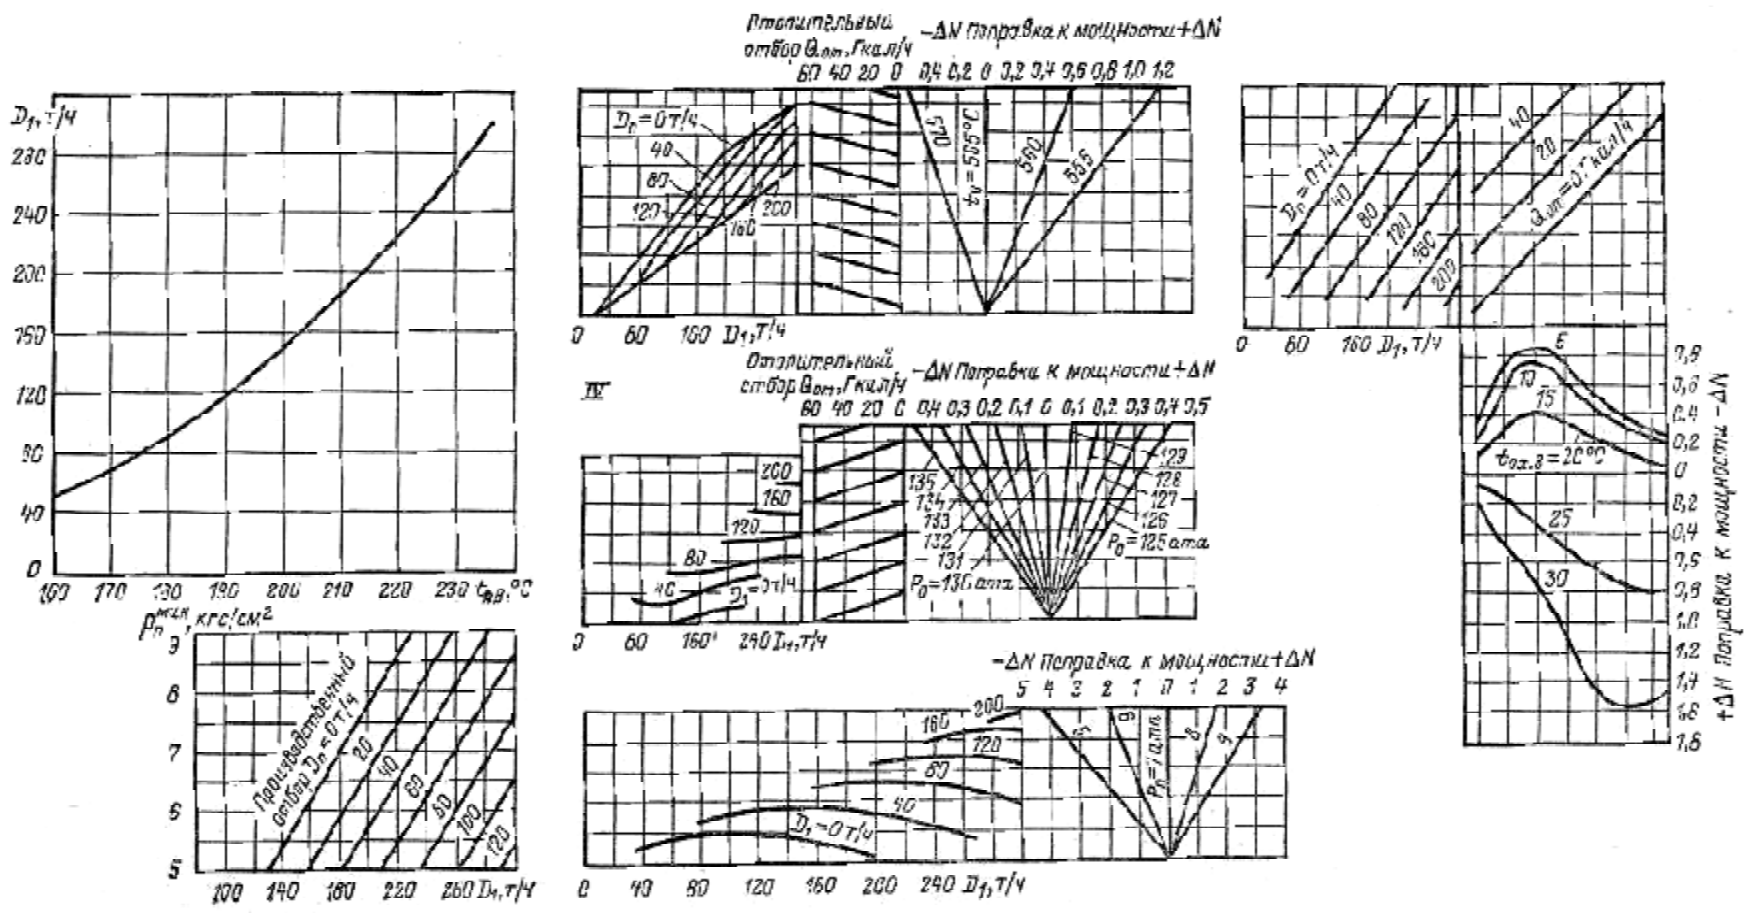 D₁, т/ч
280
240
200
160
120
80
40
0
160 170 180 190 200 210 220 230 tп.в, °С
Pп мин, кгс/см²
9
8
7
6
5
Производственный
отбор Dп = 0 т/ч
20
40
60
80
100
120
100 140 180 220 260 D₁, т/ч
Отопительный
отбор Qот, Гкал/ч
-ΔN Поправка к мощности +ΔN
60 40 20 0 0,4 0,2 0 0,2 0,4 0,6 0,8 1,0 1,2
Dп = 0 т/ч
40
80
120
160
200
570
t₀ = 565°С
560
555
0 80 160 D₁, т/ч
IV
Отопительный
отбор Qот, Гкал/ч
-ΔN Поправка к мощности +ΔN
60 40 20 0 0,4 0,3 0,2 0,1 0 0,1 0,2 0,3 0,4 0,5
200
160
120
80
40
D₁ = 0 т/ч
135
134
133
132
131
P₀ = 136 ата
129
128
127
126
P₀ = 125 ата
0 80 160 240 D₁, т/ч
-ΔN Поправка к мощности +ΔN
5 4 3 2 1 0 1 2 3 4
200
160
120
80
40
D₁ = 0 т/ч
5
6
Pп = 7 ата
8
9
0 40 80 120 160 200 240 D₁, т/ч
Dп = 0 т/ч
40
80
120
160
200
40
20
Qот = 0 Гкал/ч
0 80 160 D₁, т/ч
10
15
tох.в = 20°С
25
30
0,8
0,6
0,4
0,2
0
0,2
0,4
0,6
0,8
1,0
1,2
1,4
1,6
1,8
+ΔN Поправка к мощности -ΔN